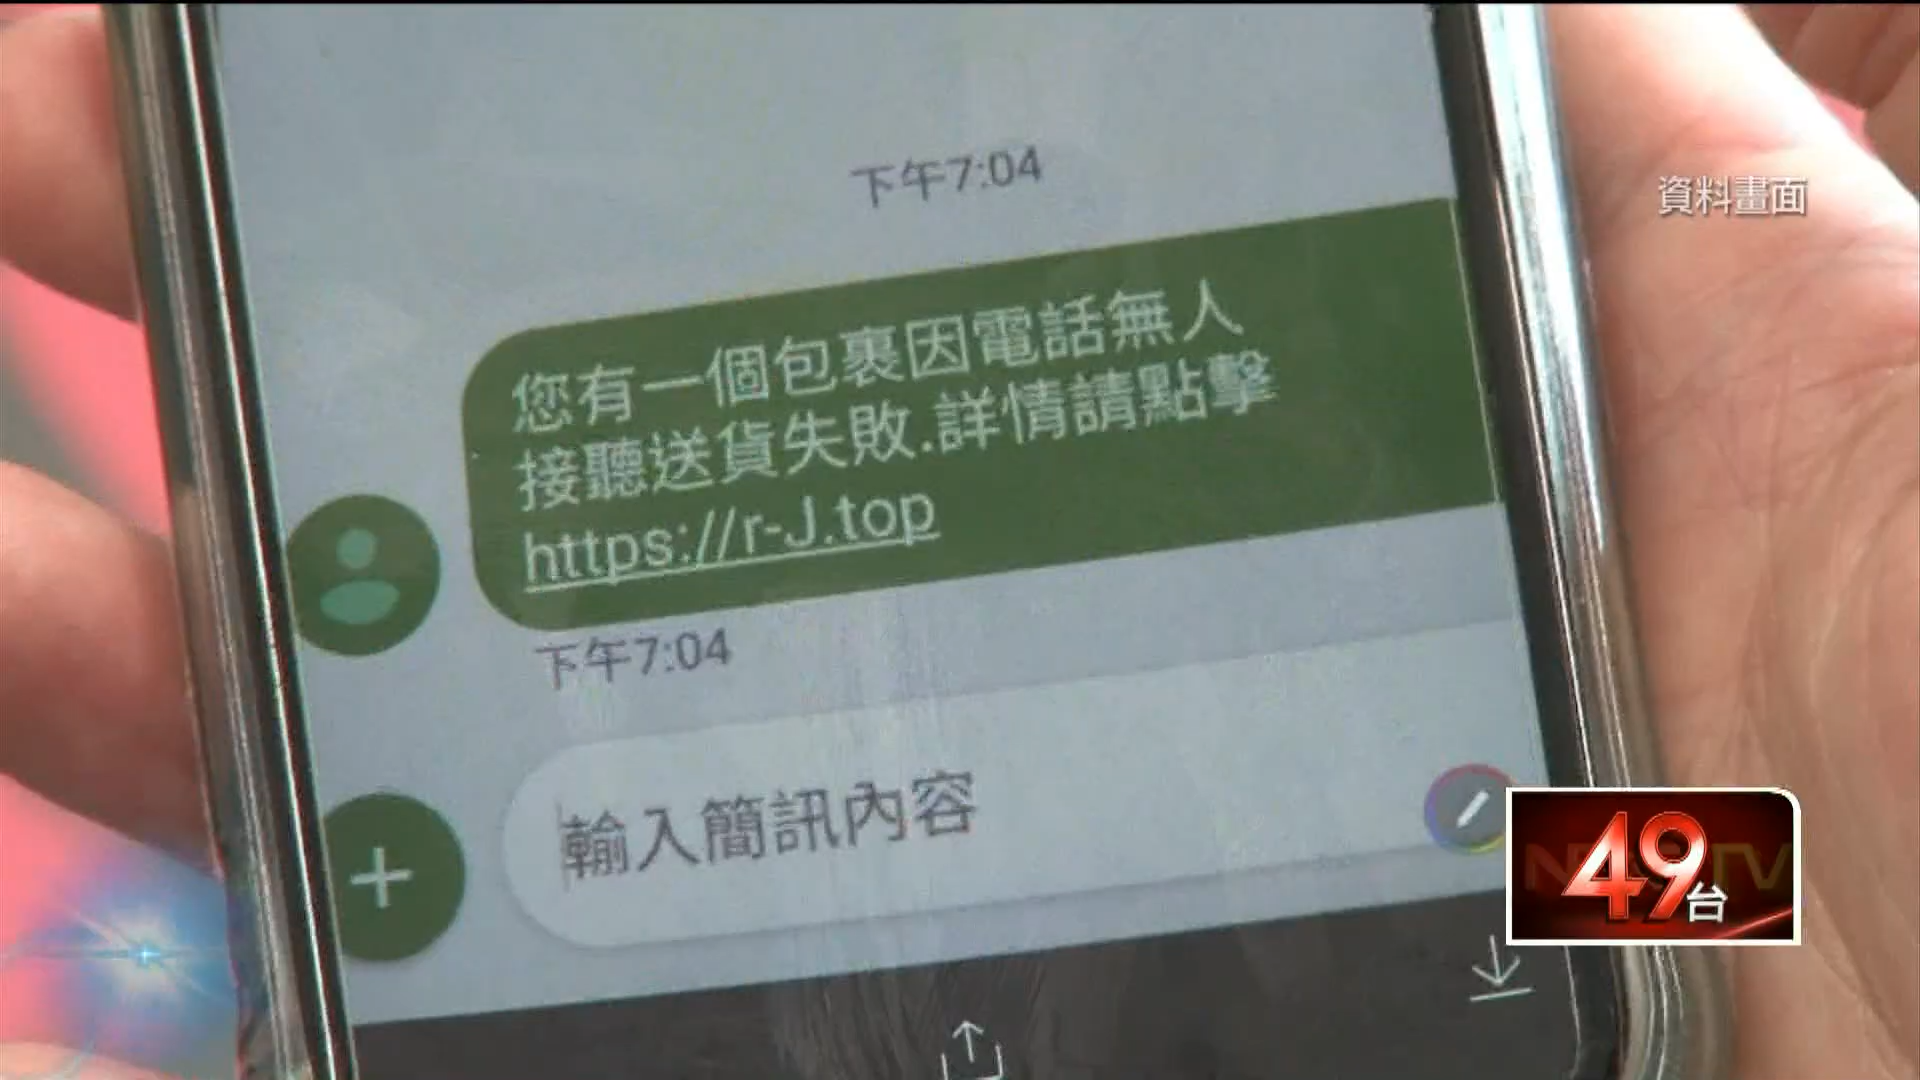 下午7:04
資料畫面
您有一個包裹因電話無人
接聽送貨失敗.詳情請點擊
https://r-J.top
下午7:04
輸入簡訊內容
49台